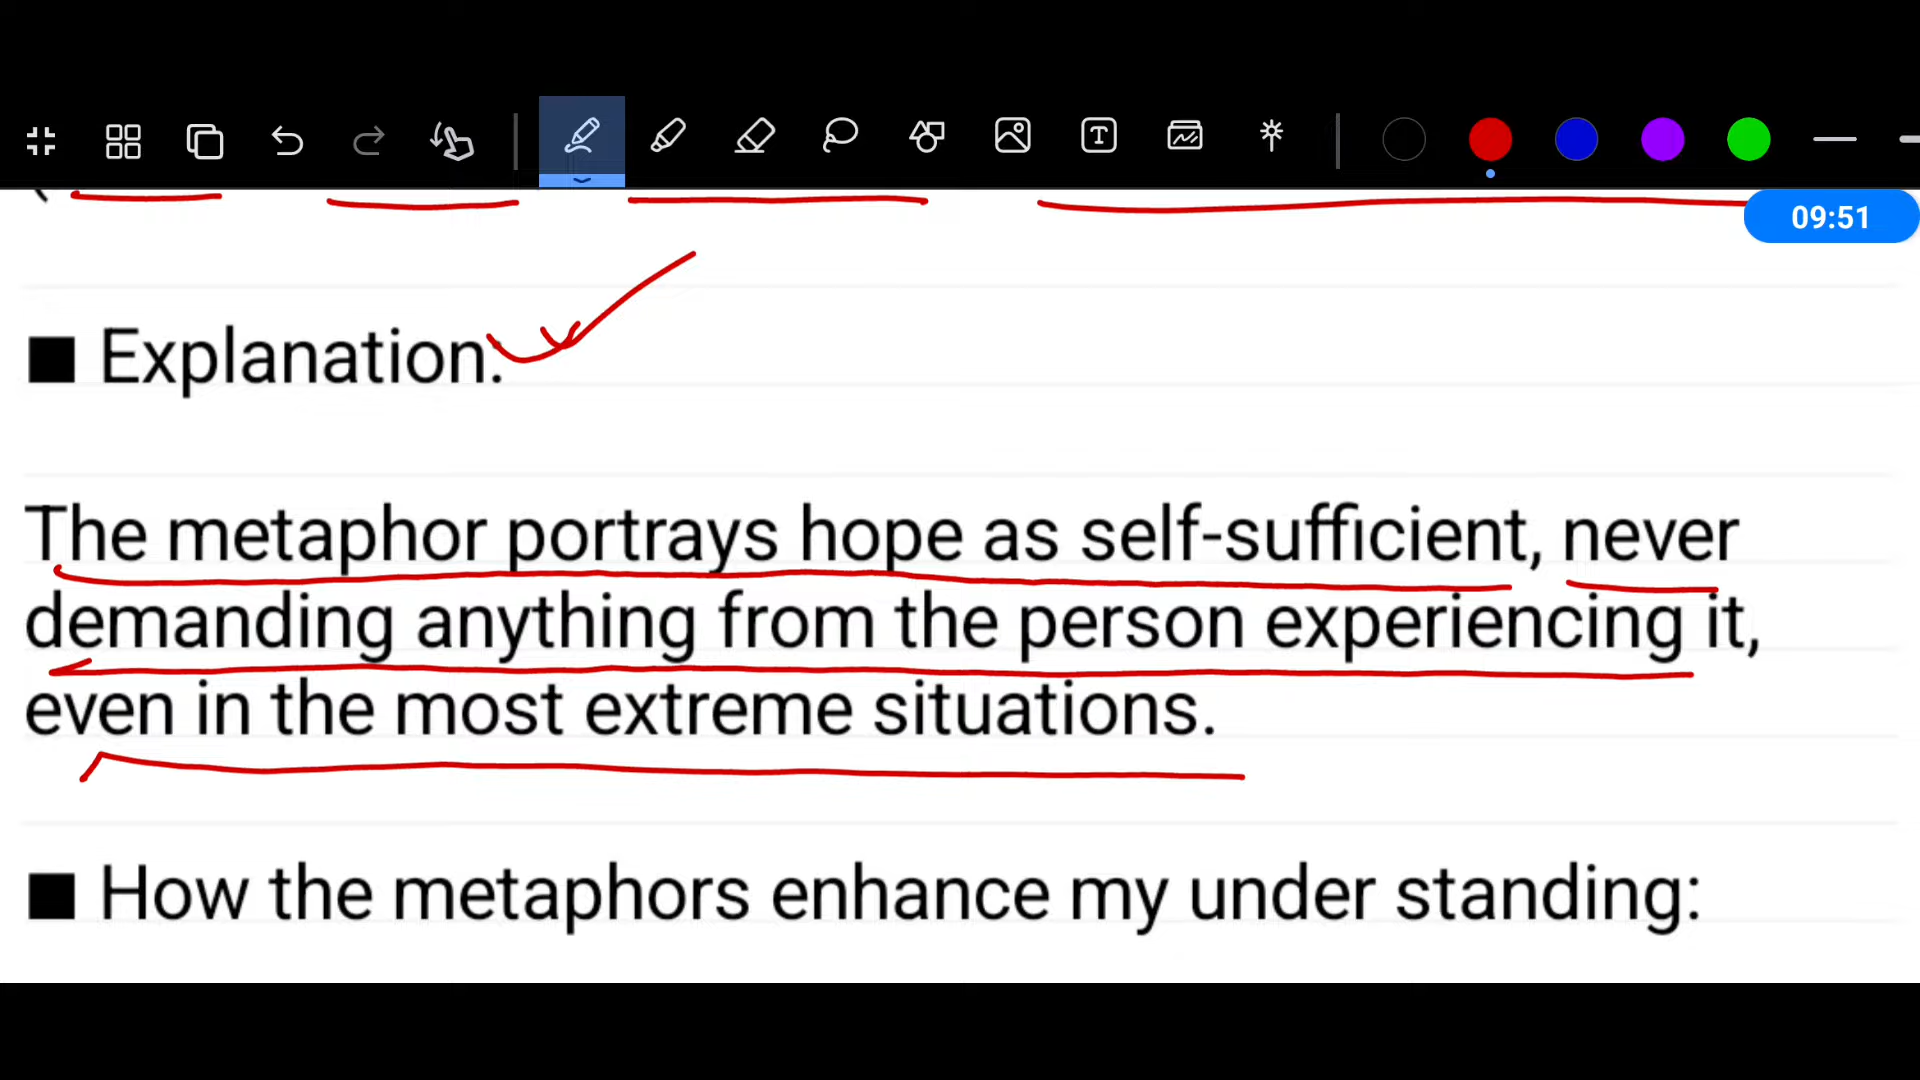 09:51
■ Explanation.
The metaphor portrays hope as self-sufficient, never
demanding anything from the person experiencing it,
even in the most extreme situations.
■ How the metaphors enhance my under standing: